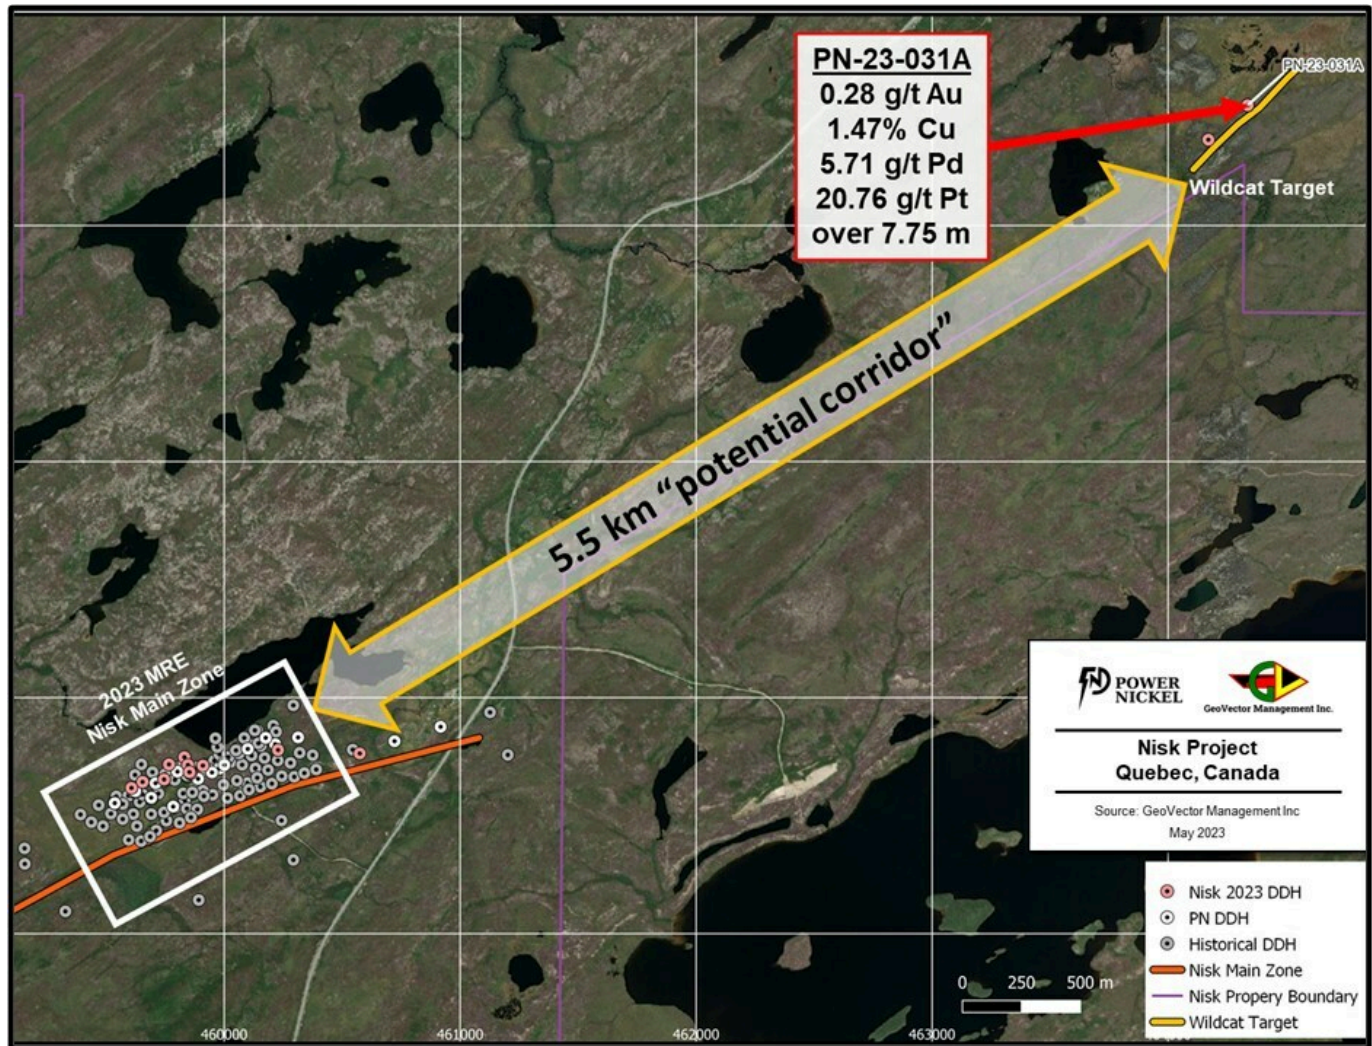 PN-23-031A
0.28 g/t Au
1.47% Cu
5.71 g/t Pd
20.76 g/t Pt
over 7.75 m
PN-23-031A
Wildcat Target
5.5 km “potential corridor”
2023 MRE
Nisk Main Zone
POWER
NICKEL
GeoVector Management Inc.
Nisk Project
Quebec, Canada
Source: GeoVector Management Inc
May 2023
Nisk 2023 DDH
PN DDH
Historical DDH
Nisk Main Zone
Nisk Propery Boundary
Wildcat Target
0 250 500 m
460000 461000 462000 463000